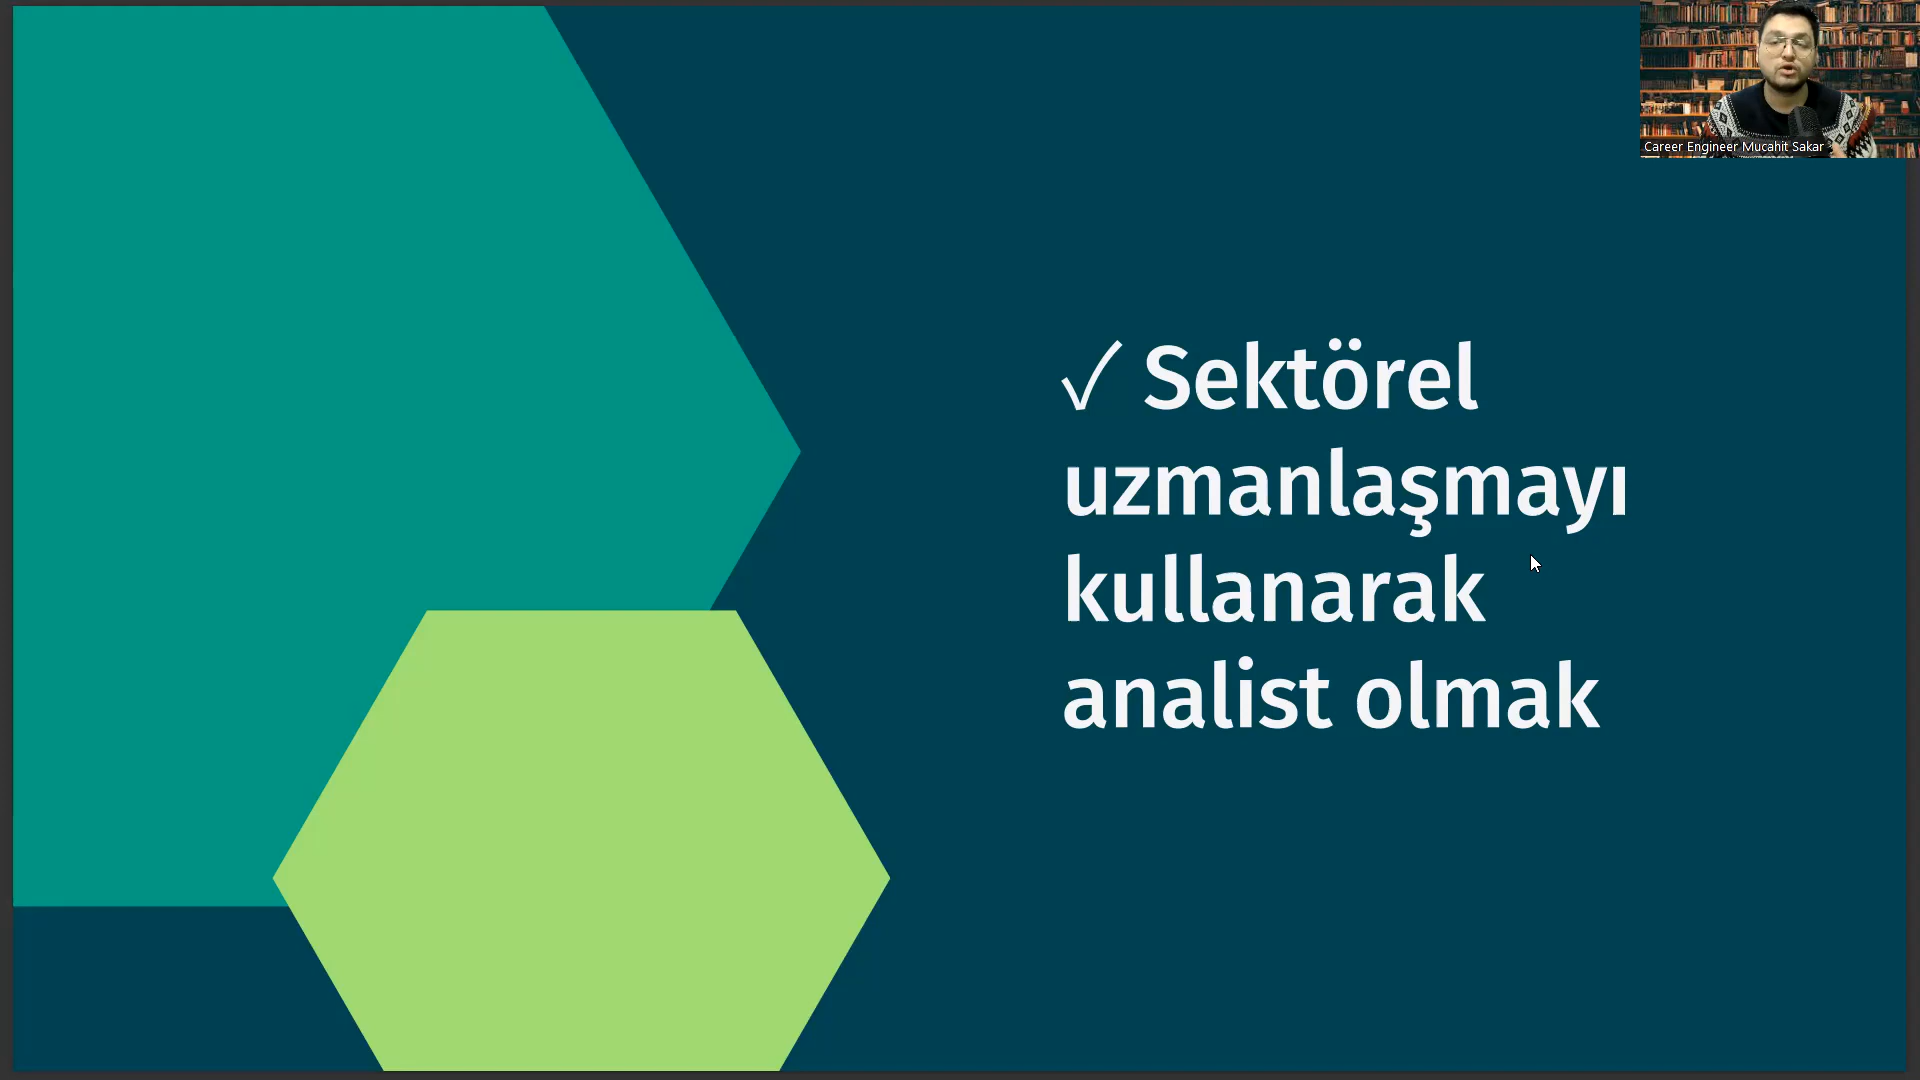 Career Engineer Mucahit Sakar
✓ Sektörel
uzmanlaşmayı
kullanarak
analist olmak